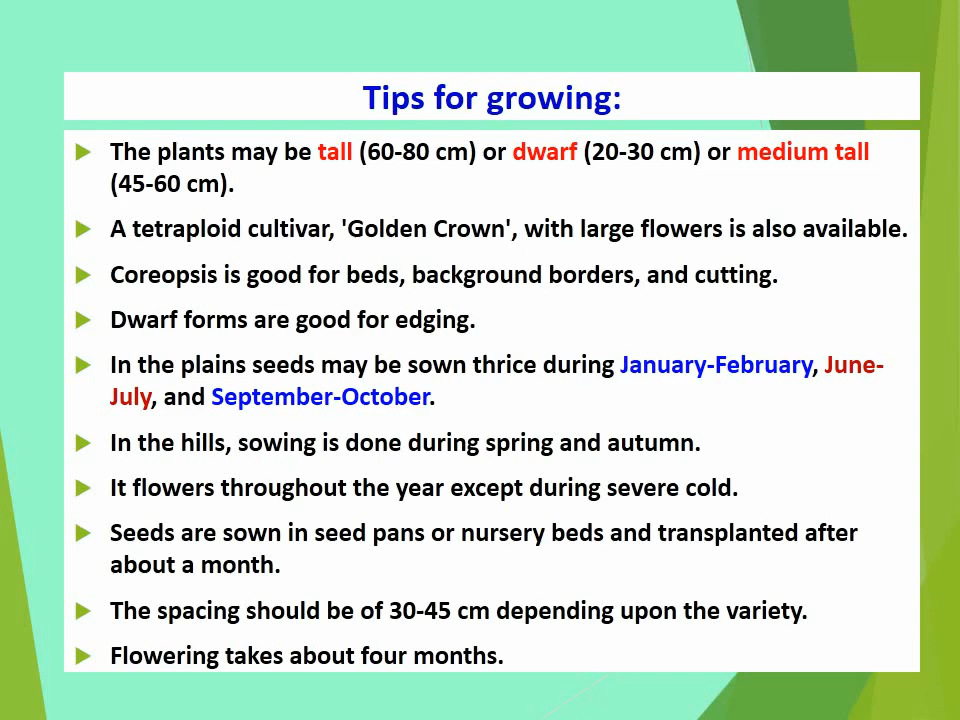 Tips for growing:
The plants may be tall (60-80 cm) or dwarf (20-30 cm) or medium tall
(45-60 cm).
A tetraploid cultivar, 'Golden Crown', with large flowers is also available.
Coreopsis is good for beds, background borders, and cutting.
Dwarf forms are good for edging.
In the plains seeds may be sown thrice during January-February, June-
July, and September-October.
In the hills, sowing is done during spring and autumn.
It flowers throughout the year except during severe cold.
Seeds are sown in seed pans or nursery beds and transplanted after
about a month.
The spacing should be of 30-45 cm depending upon the variety.
Flowering takes about four months.